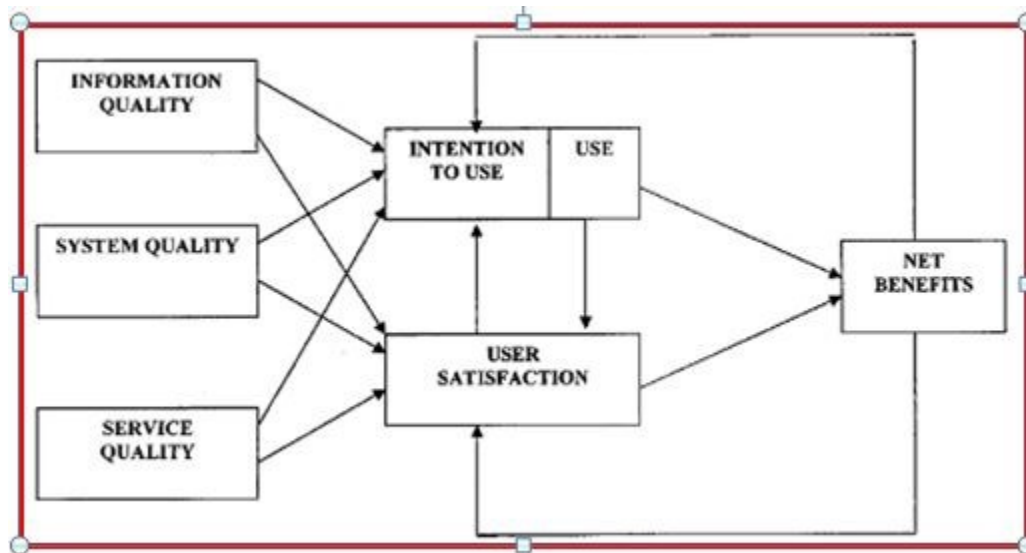 INFORMATION
QUALITY
INTENTION
TO USE
USE
SYSTEM QUALITY
NET
BENEFITS
USER
SATISFACTION
SERVICE
QUALITY